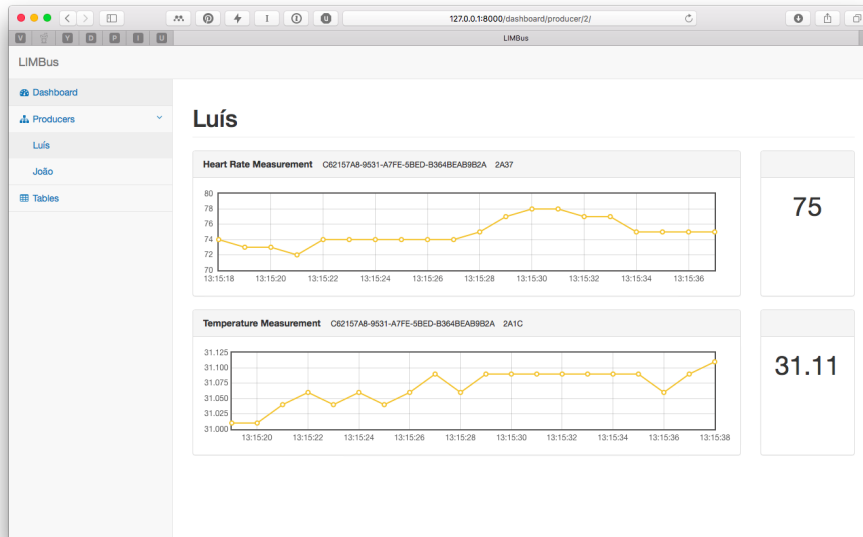 127.0.0.1:8000/dashboard/producer/2/
V Y D P I U LIMBus
LIMBus
Dashboard
Producers
Luís
João
Tables
Luís
Heart Rate Measurement C62157A8-9531-A7FE-5BED-B364BEAB9B2A 2A37
80
78
76
74
72
70
13:15:18 13:15:20 13:15:22 13:15:24 13:15:26 13:15:28 13:15:30 13:15:32 13:15:34 13:15:36
75
Temperature Measurement C62157A8-9531-A7FE-5BED-B364BEAB9B2A 2A1C
31.125
31.100
31.075
31.050
31.025
31.000
13:15:20 13:15:22 13:15:24 13:15:26 13:15:28 13:15:30 13:15:32 13:15:34 13:15:36 13:15:38
31.11